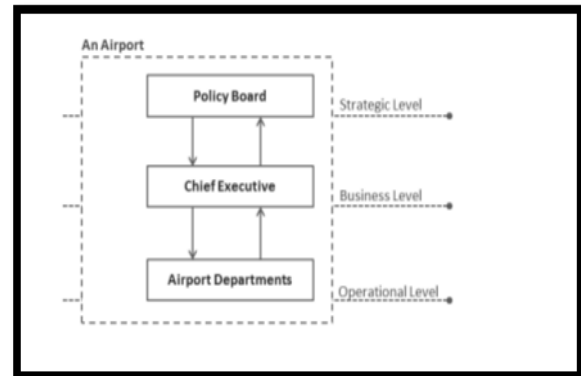 An Airport
Policy Board
Strategic Level
Chief Executive
Business Level
Airport Departments
Operational Level